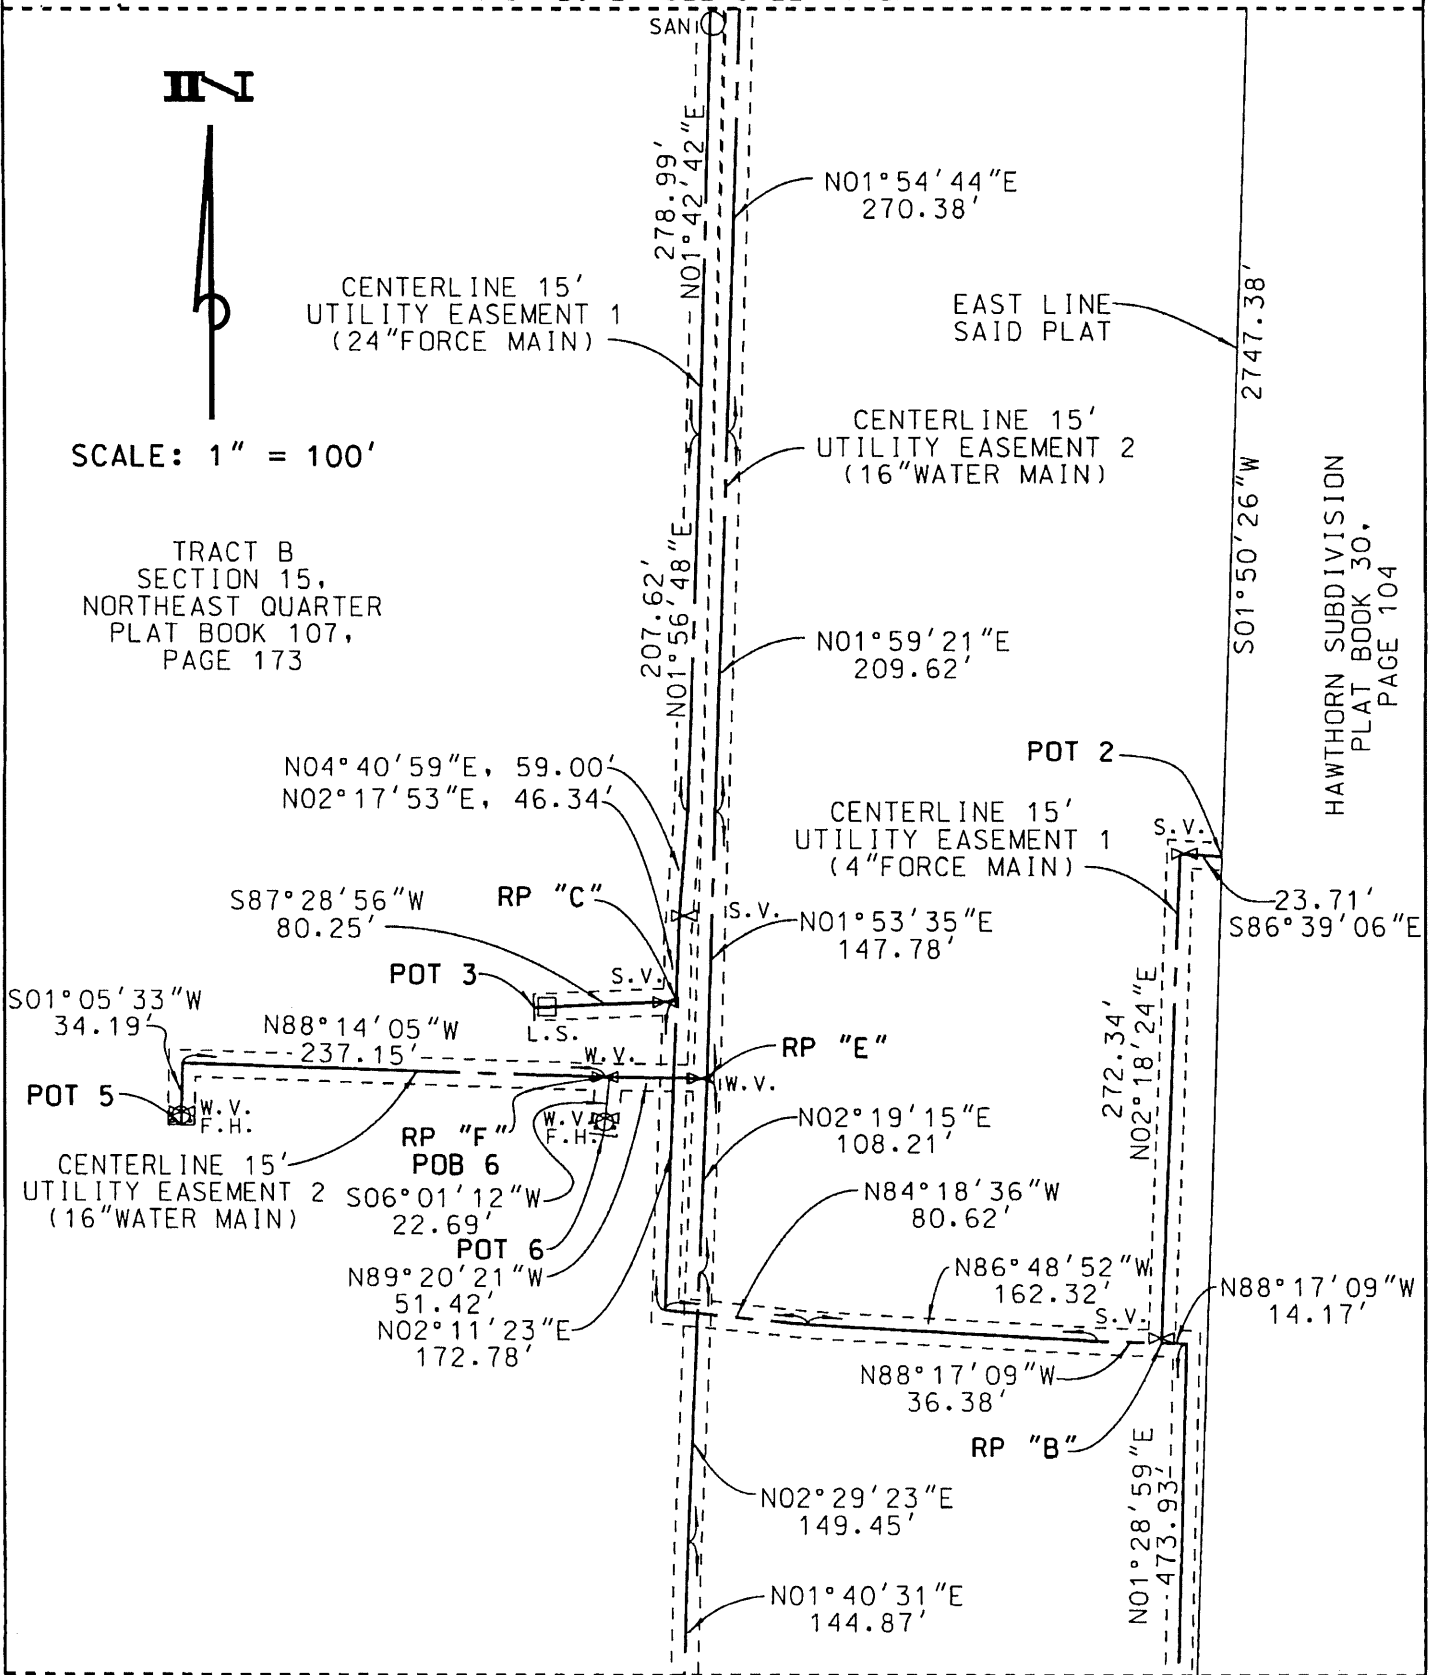 SAN
N
278.99'
N01°42'42"E
N01°54'44"E
270.38'
CENTERLINE 15'
UTILITY EASEMENT 1
(24"FORCE MAIN)
EAST LINE
SAID PLAT
2747.38'
S01°50'26"W
SCALE: 1" = 100'
CENTERLINE 15'
UTILITY EASEMENT 2
(16"WATER MAIN)
HAWTHORN SUBDIVISION
PLAT BOOK 30,
PAGE 104
TRACT B
SECTION 15,
NORTHEAST QUARTER
PLAT BOOK 107,
PAGE 173
207.62'
N01°56'48"E
N01°59'21"E
209.62'
N04°40'59"E, 59.00'
N02°17'53"E, 46.34'
POT 2
CENTERLINE 15'
UTILITY EASEMENT 1
(4"FORCE MAIN)
S.V.
23.71'
S86°39'06"E
S87°28'56"W
80.25'
RP "C"
S.V.
N01°53'35"E
147.78'
POT 3
S.V.
L.S.
S01°05'33"W
34.19'
N88°14'05"W
237.15'
W.V.
RP "E"
W.V.
272.34'
N02°18'24"E
POT 5
W.V.
F.H.
RP "F"
POB 6
W.V.
F.H.
N02°19'15"E
108.21'
CENTERLINE 15'
UTILITY EASEMENT 2
(16"WATER MAIN)
S06°01'12"W
22.69'
POT 6
N84°18'36"W
80.62'
N89°20'21"W
51.42'
N02°11'23"E
172.78'
N86°48'52"W
162.32'
S.V.
N88°17'09"W
14.17'
N88°17'09"W
36.38'
RP "B"
N01°28'59"E
473.93'
N02°29'23"E
149.45'
N01°40'31"E
144.87'